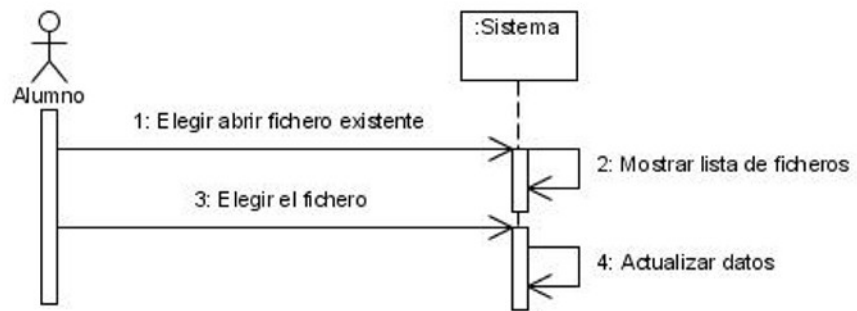 :Sistema
Alumno
1: Elegir abrir fichero existente
2: Mostrar lista de ficheros
3: Elegir el fichero
4: Actualizar datos